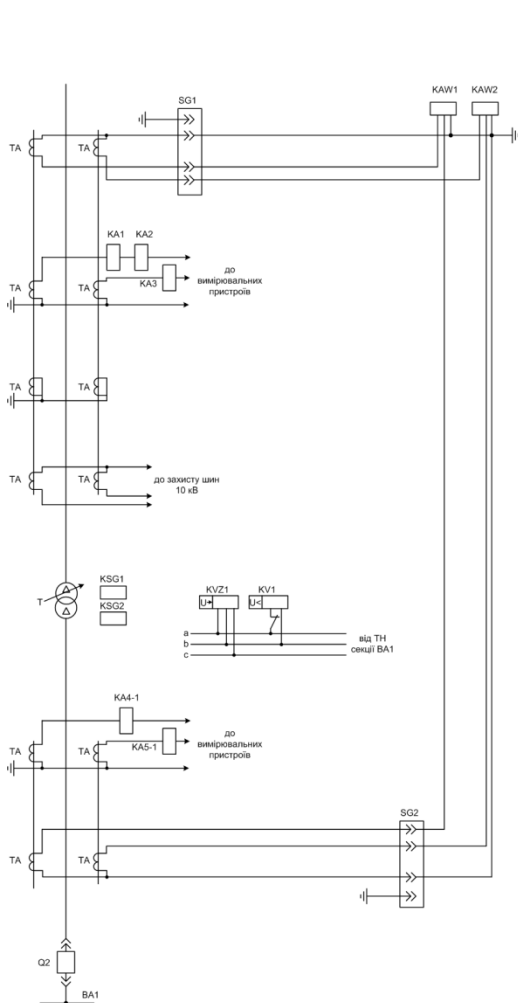 KAW1 KAW2
SG1
TA TA
KA1 KA2
до
вимірювальних
пристроїв
KA3
TA TA
TA TA
TA TA
до захисту шин
10 кВ
KSG1
T
KSG2
KVZ1 KV1
U U<
a
b
c
від ТН
секції ВА1
KA4-1
до
вимірювальних
пристроїв
KA5-1
TA TA
SG2
TA TA
Q2
BA1